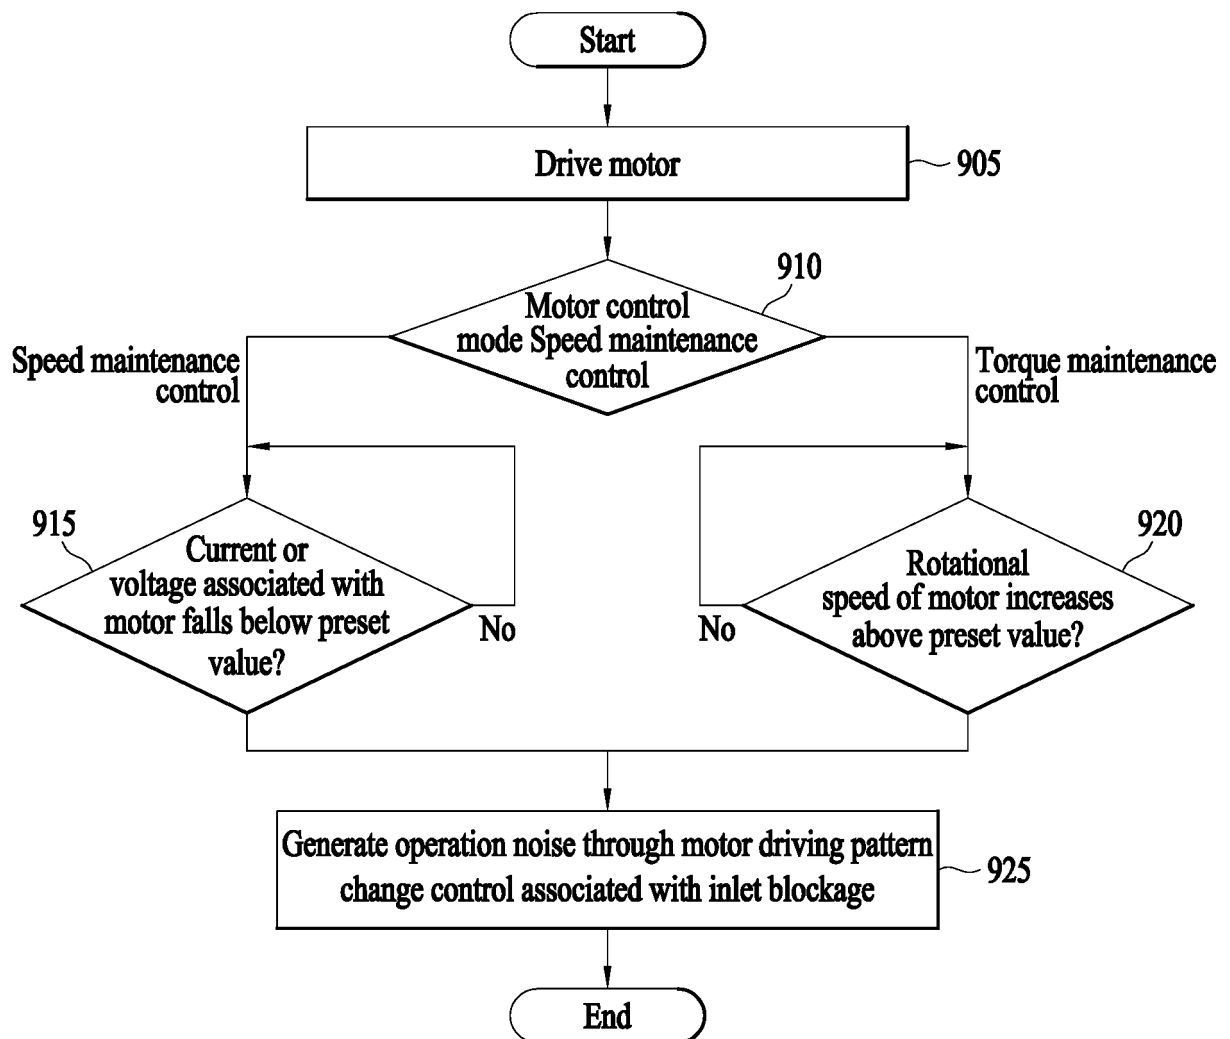 Start
Drive motor
905
910
Motor control
mode Speed maintenance
control
Speed maintenance
control
Torque maintenance
control
915
Current or
voltage associated with
motor falls below preset
value?
No
920
Rotational
speed of motor increases
above preset value?
No
Generate operation noise through motor driving pattern
change control associated with inlet blockage
925
End